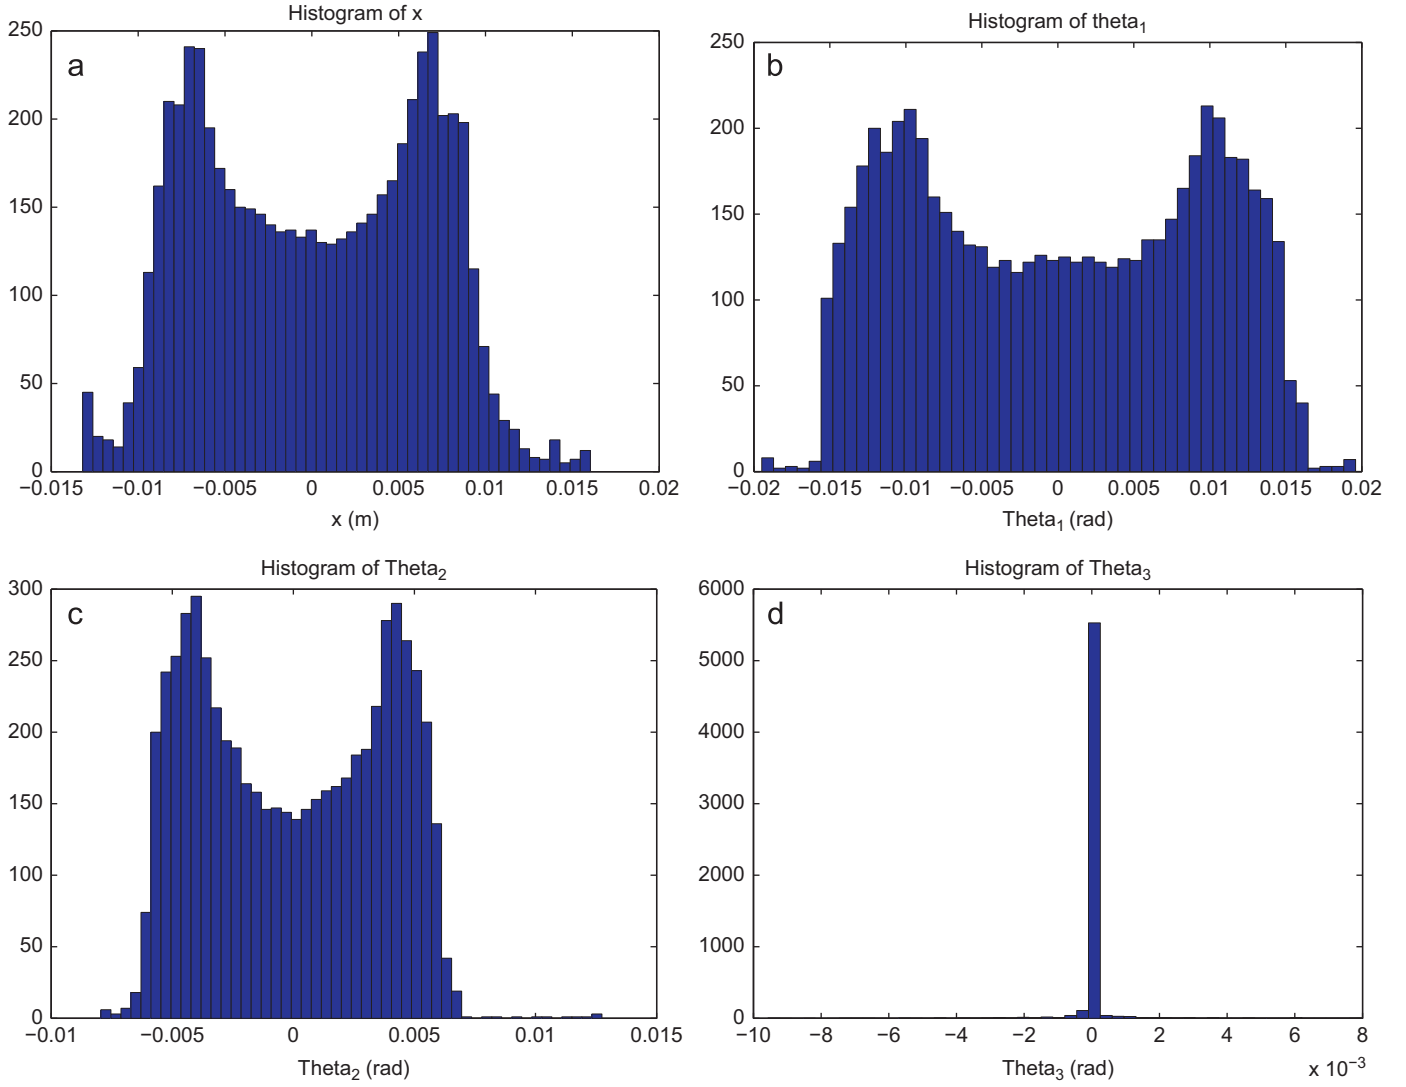 Histogram of x
a
250
200
150
100
50
0
−0.015 −0.01 −0.005 0 0.005 0.01 0.015 0.02
x (m)
Histogram of theta1
b
250
200
150
100
50
0
−0.02 −0.015 −0.01 −0.005 0 0.005 0.01 0.015 0.02
Theta1 (rad)
Histogram of Theta2
c
300
250
200
150
100
50
0
−0.01 −0.005 0 0.005 0.01 0.015
Theta2 (rad)
Histogram of Theta3
d
6000
5000
4000
3000
2000
1000
0
−10 −8 −6 −4 −2 0 2 4 6 8
Theta3 (rad) x 10−3